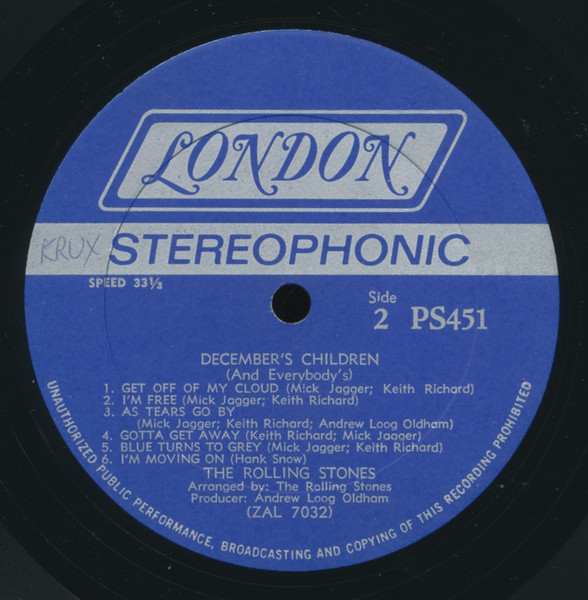 LONDON
KRUX STEREOPHONIC
SPEED 33⅓
Side
2 PS451
DECEMBER'S CHILDREN
(And Everybody's)
1. GET OFF OF MY CLOUD (Mick Jagger; Keith Richard)
2. I'M FREE (Mick Jagger; Keith Richard)
3. AS TEARS GO BY
(Mick Jagger; Keith Richard; Andrew Loog Oldham)
4. GOTTA GET AWAY (Keith Richard; Mick Jagger)
5. BLUE TURNS TO GREY (Mick Jagger; Keith Richard)
6. I'M MOVING ON (Hank Snow)
THE ROLLING STONES
Arranged by: The Rolling Stones
Producer: Andrew Loog Oldham
(ZAL 7032)
UNAUTHORIZED PUBLIC PERFORMANCE, BROADCASTING AND COPYING OF THIS RECORDING PROHIBITED